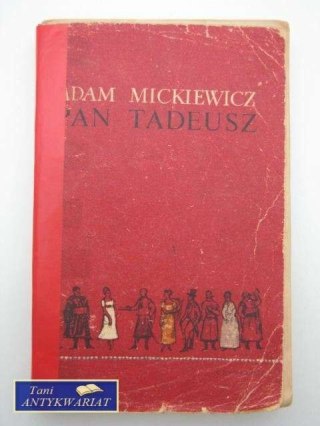 ADAM MICKIEWICZ
PAN TADEUSZ
Tani
ANTYKWARIAT